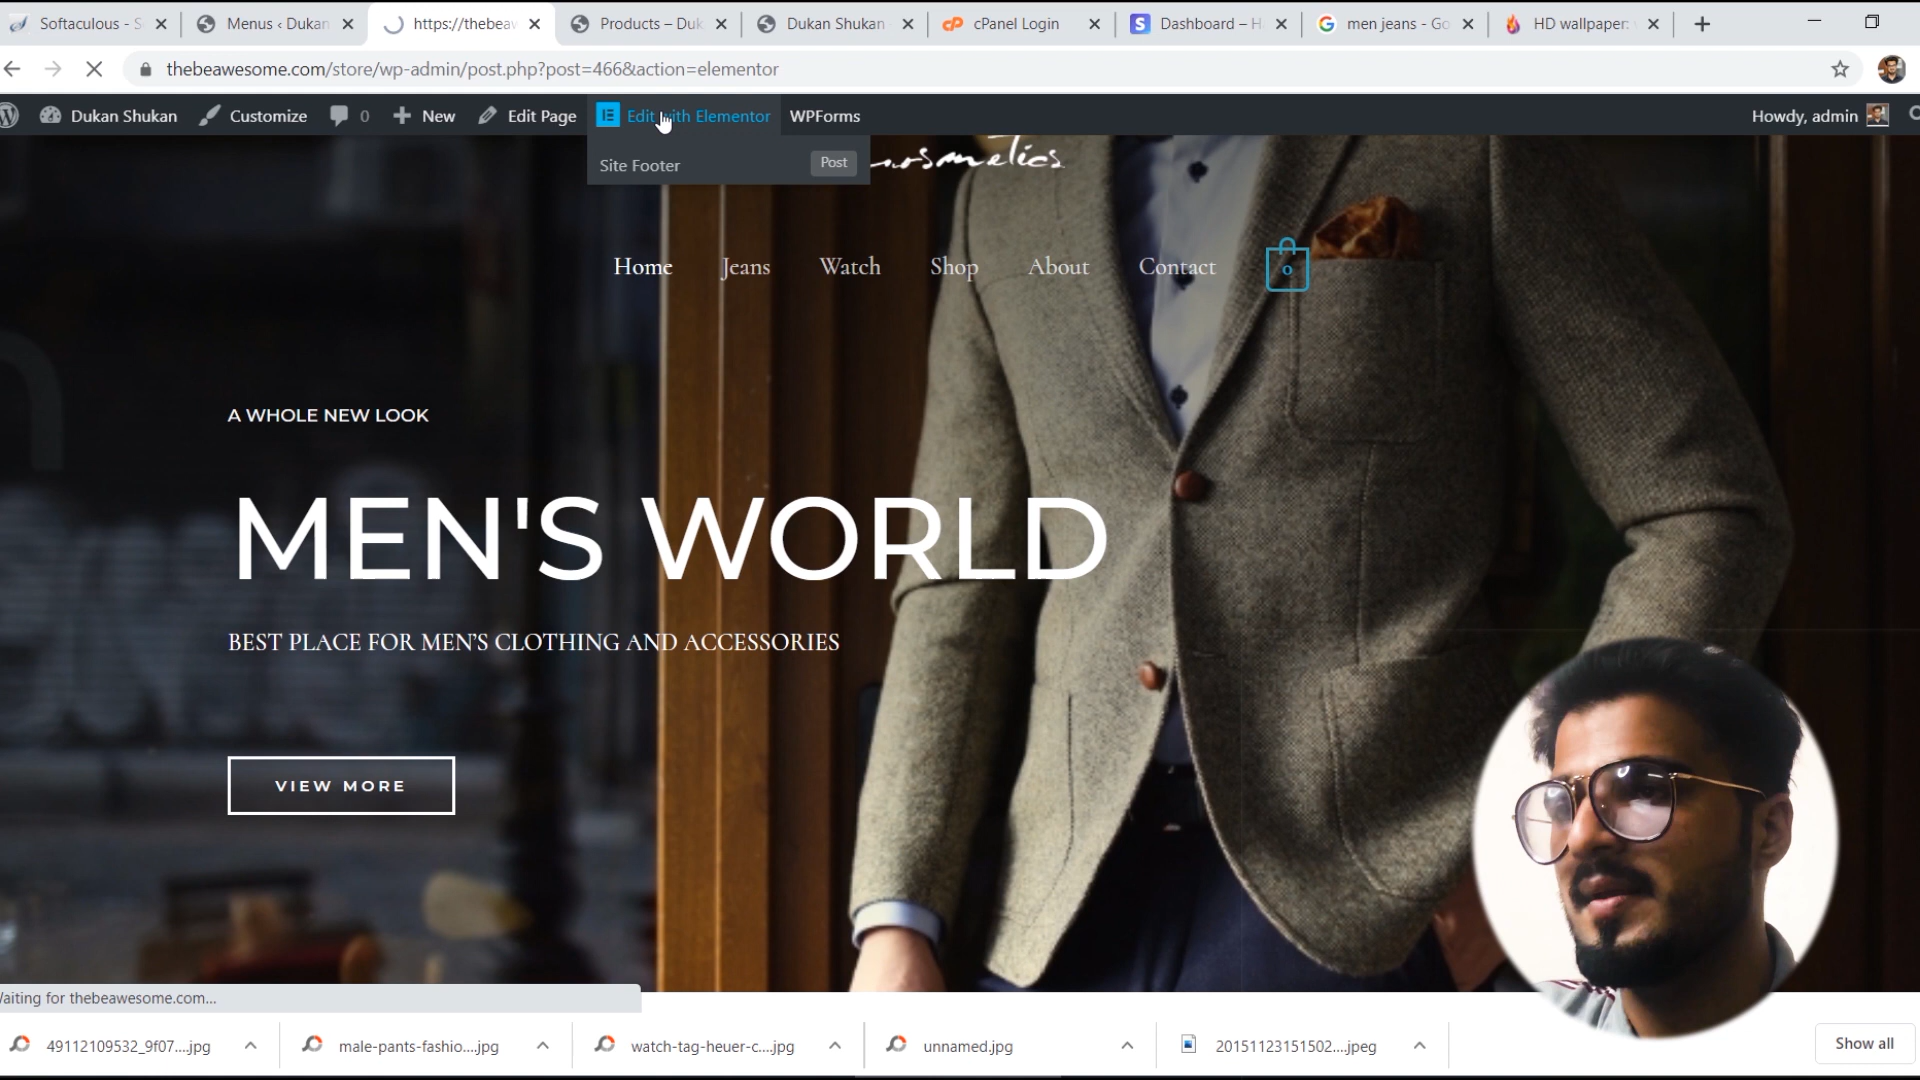 Softaculous - S
Menus ‹ Dukan
https://thebeaw
Products – Duk
Dukan Shukan
cPanel Login
Dashboard – H
men jeans - Go
HD wallpaper:
thebeawesome.com/store/wp-admin/post.php?post=466&action=elementor
Dukan Shukan
Customize
0
New
Edit Page
Edit with Elementor
WPForms
Howdy, admin
Site Footer
Post
cosmetics
Home
Jeans
Watch
Shop
About
Contact
0
A WHOLE NEW LOOK
MEN'S WORLD
BEST PLACE FOR MEN'S CLOTHING AND ACCESSORIES
VIEW MORE
Waiting for thebeawesome.com...
49112109532_9f07....jpg
male-pants-fashio....jpg
watch-tag-heuer-c....jpg
unnamed.jpg
20151123151502....jpeg
Show all